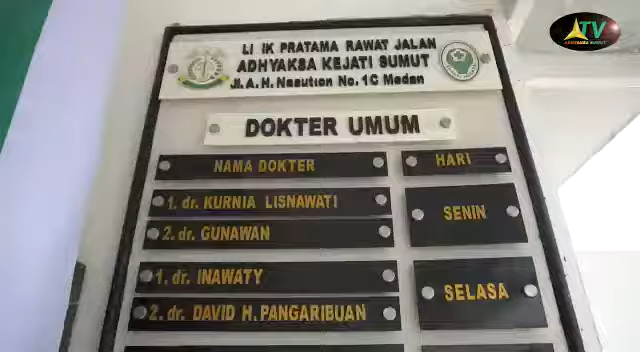 LI IK PRATAMA RAWAT JALAN
ADHYAKSA KEJATI SUMUT
Jl. A.H. Nasution No. 1C Medan
DOKTER UMUM
NAMA DOKTER HARI
1. dr. KURNIA LISNAWATI
2. dr. GUNAWAN
SENIN
1. dr. INAWATY
2. dr. DAVID H. PANGARIBUAN
SELASA
TV